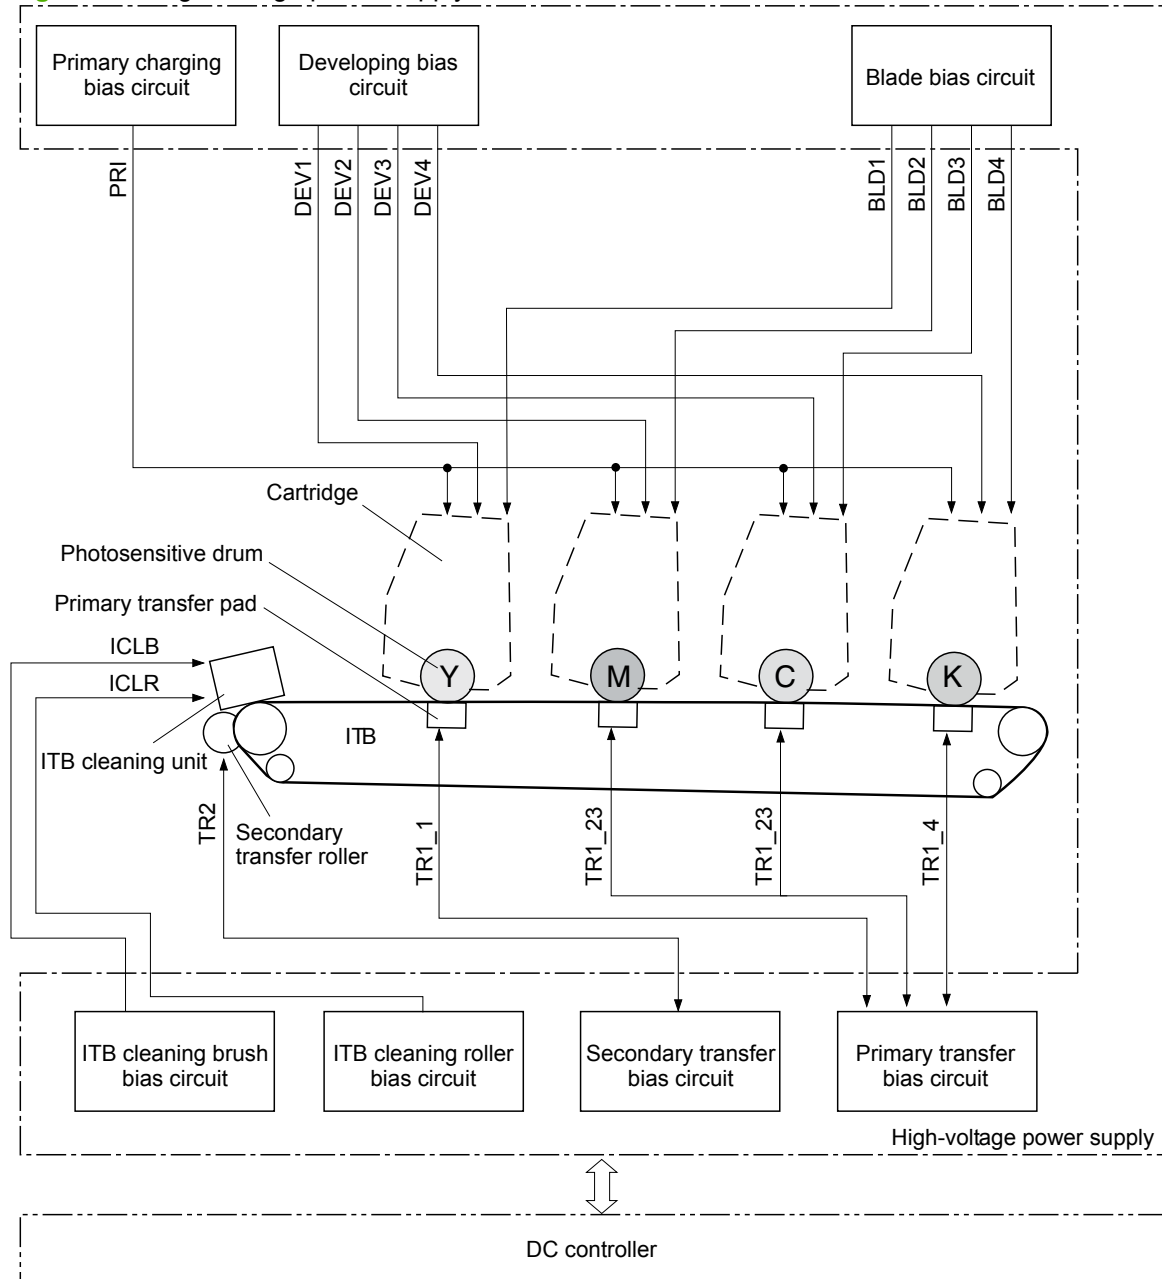 Primary charging
bias circuit
Developing bias
circuit
Blade bias circuit
PRI
DEV1
DEV2
DEV3
DEV4
BLD1
BLD2
BLD3
BLD4
Cartridge
Photosensitive drum
Primary transfer pad
ICLB
ICLR
Y
M
C
K
ITB
ITB cleaning unit
Secondary
transfer roller
TR2
TR1_1
TR1_23
TR1_23
TR1_4
ITB cleaning brush
bias circuit
ITB cleaning roller
bias circuit
Secondary transfer
bias circuit
Primary transfer
bias circuit
High-voltage power supply
DC controller